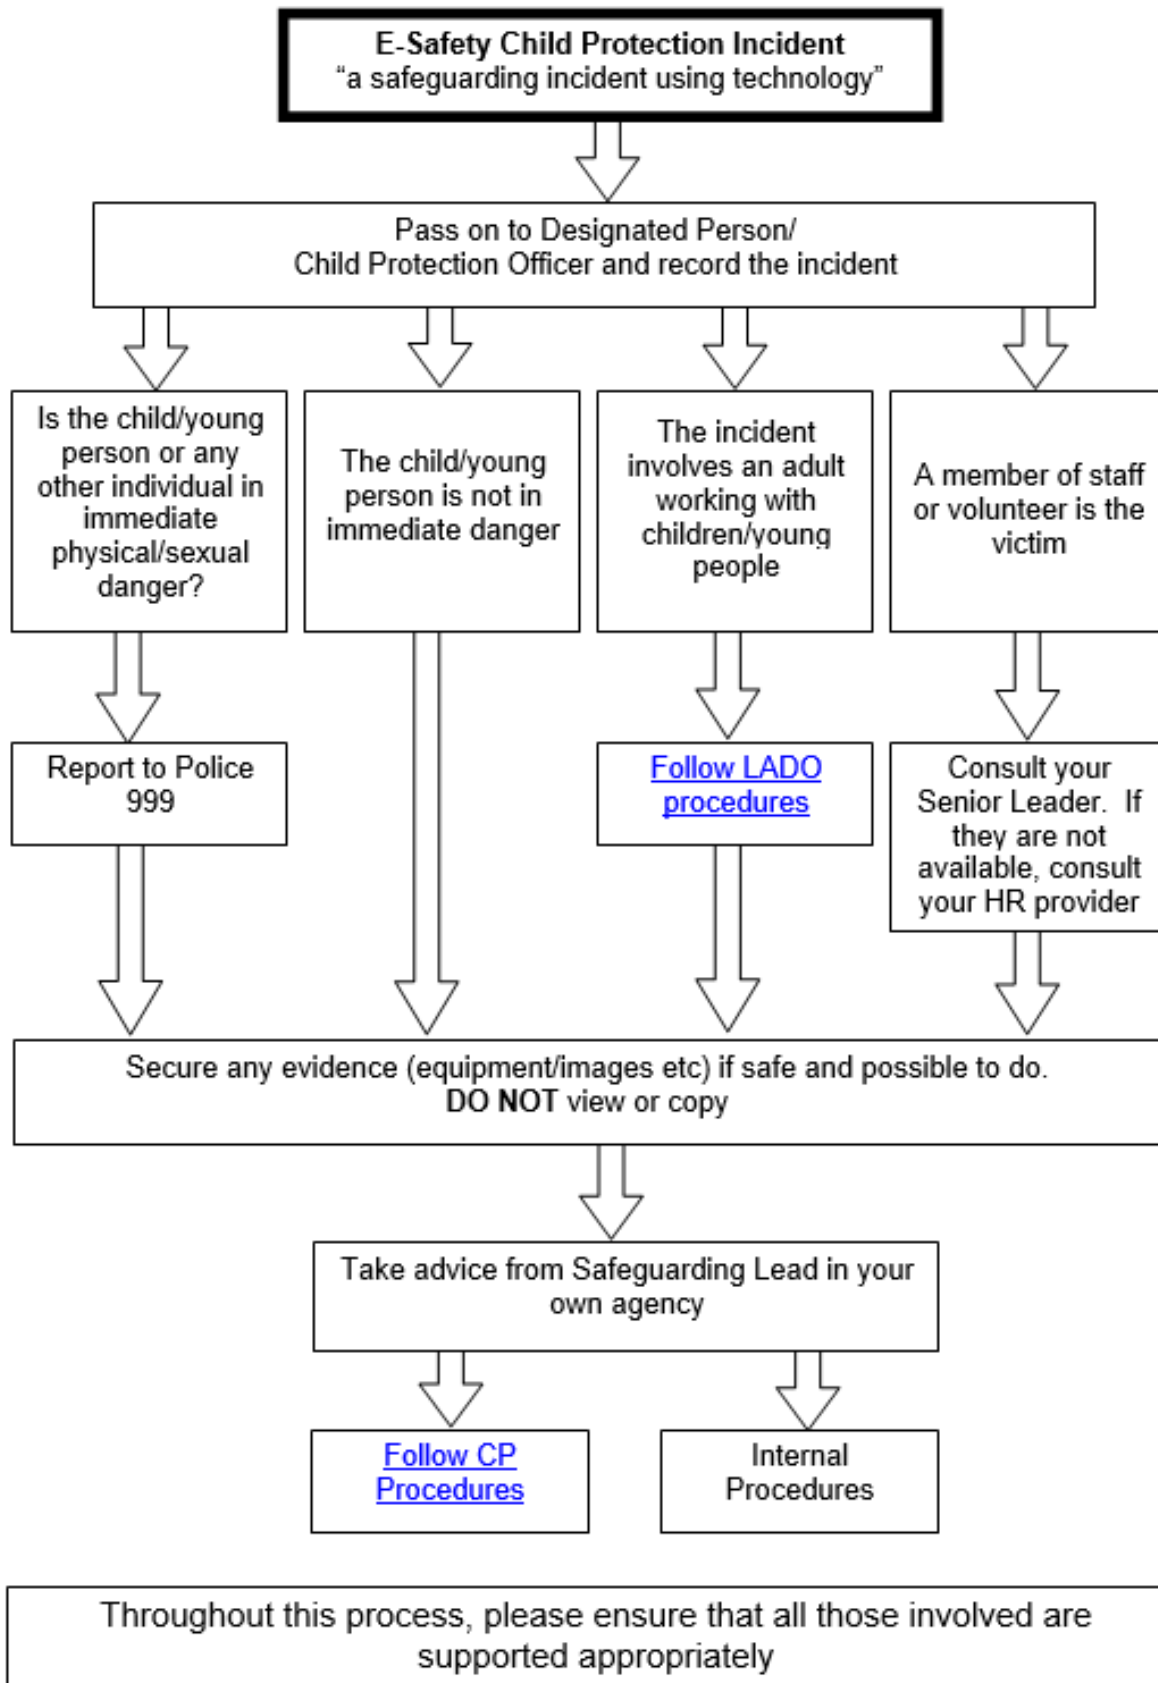 E-Safety Child Protection Incident
“a safeguarding incident using technology”
Pass on to Designated Person/
Child Protection Officer and record the incident
Is the child/young
person or any
other individual in
immediate
physical/sexual
danger?
The child/young
person is not in
immediate danger
The incident
involves an adult
working with
children/young
people
A member of staff
or volunteer is the
victim
Report to Police
999
Follow LADO
procedures
Consult your
Senior Leader.  If
they are not
available, consult
your HR provider
Secure any evidence (equipment/images etc) if safe and possible to do.
DO NOT view or copy
Take advice from Safeguarding Lead in your
own agency
Follow CP
Procedures
Internal
Procedures
Throughout this process, please ensure that all those involved are
supported appropriately